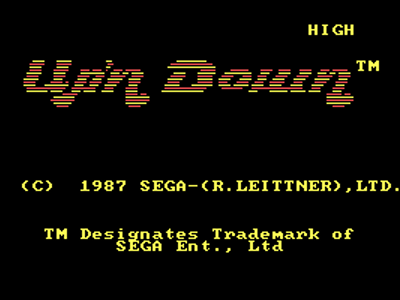 HIGH
Up'n Down™
(C) 1987 SEGA-(R.LEITTNER),LTD.
TM Designates Trademark of
SEGA Ent., Ltd